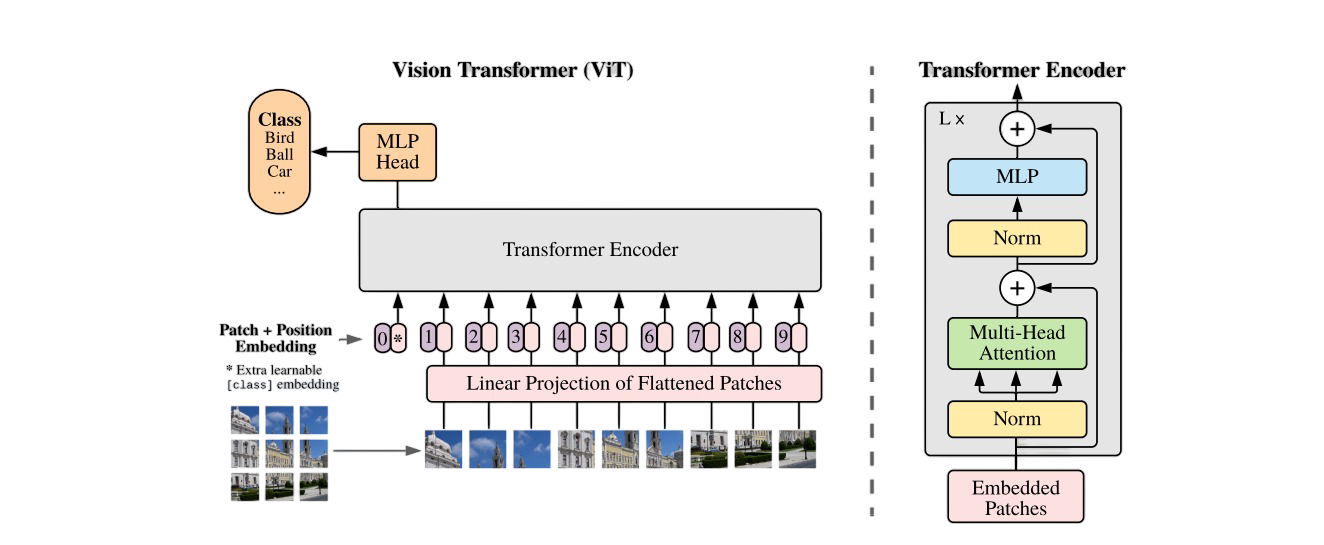 Vision Transformer (ViT)
Class
Bird
Ball
Car
...
MLP
Head
Transformer Encoder
Patch + Position
Embedding
0 * 1 2 3 4 5 6 7 8 9
* Extra learnable
[class] embedding
Linear Projection of Flattened Patches
Transformer Encoder
L x
+
MLP
Norm
+
Multi-Head
Attention
Norm
Embedded
Patches